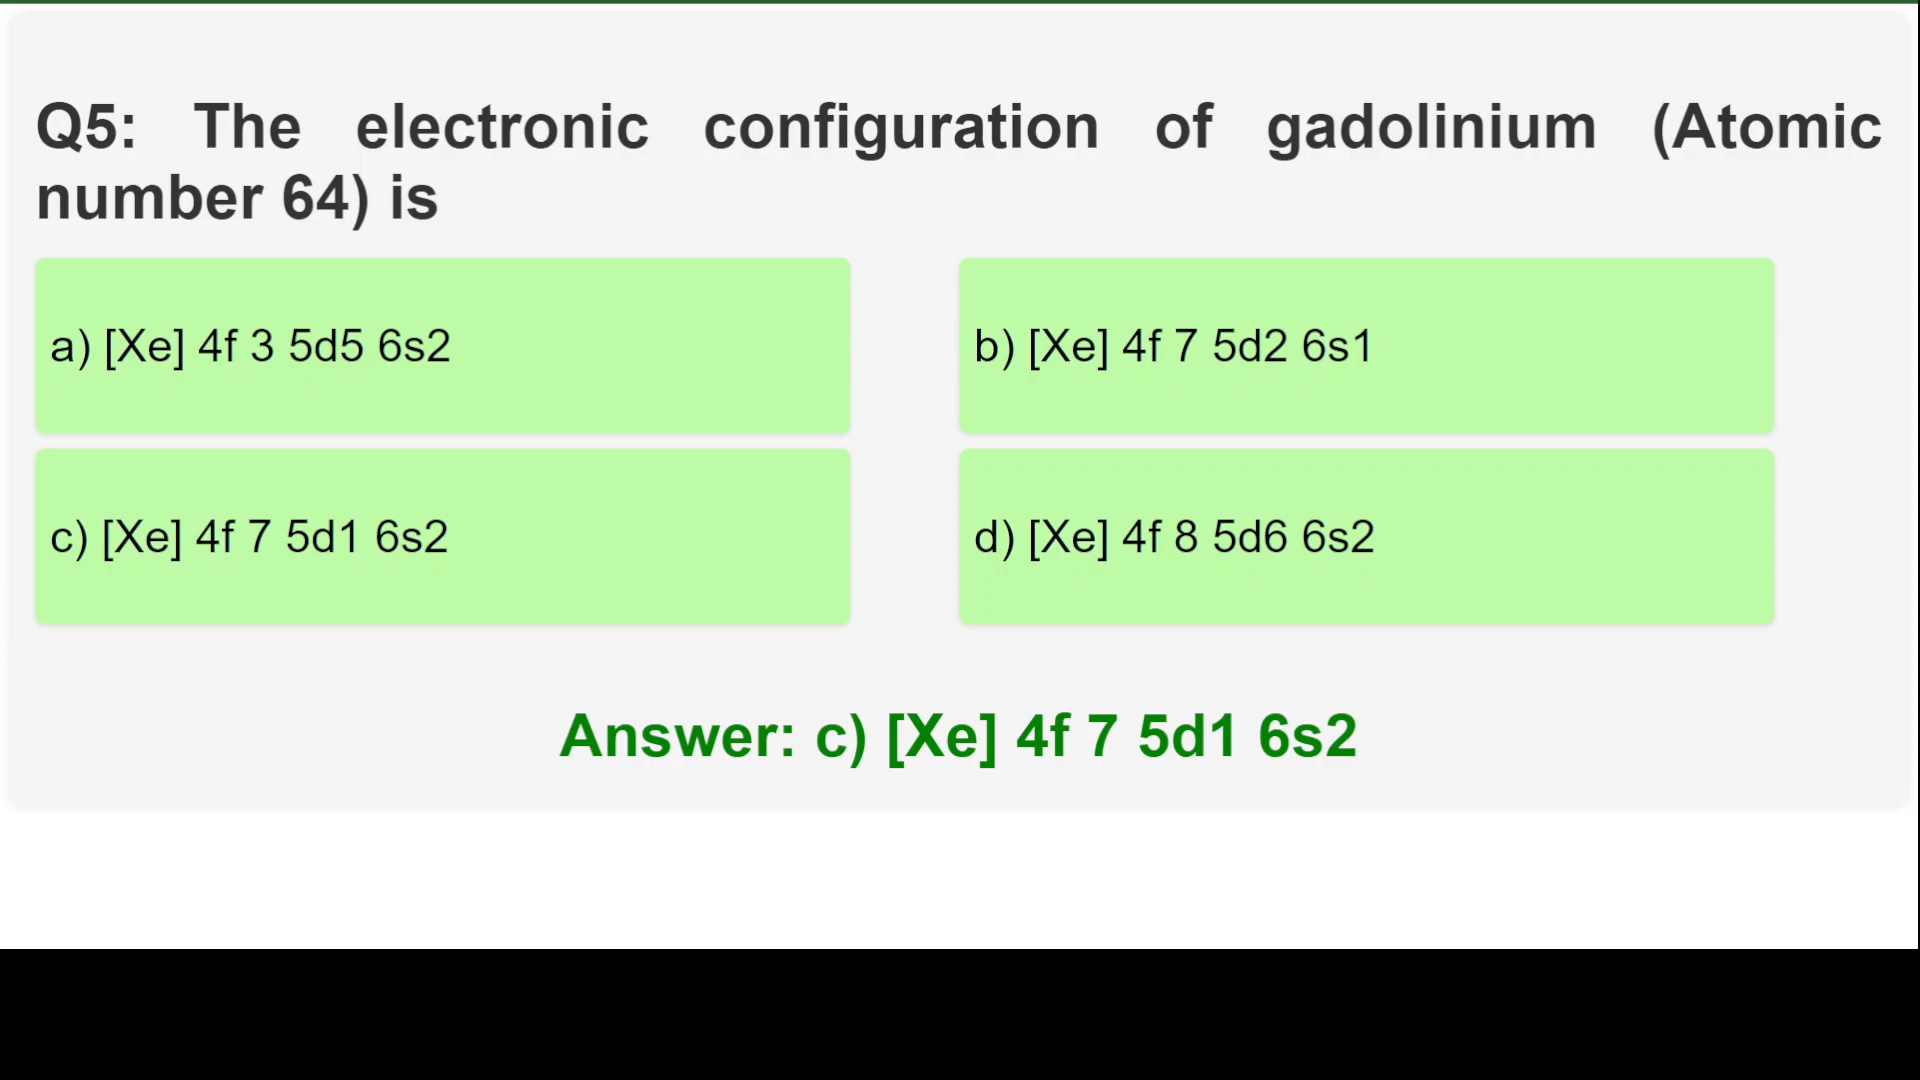 Q5: The electronic configuration of gadolinium (Atomic
number 64) is
a) [Xe] 4f 3 5d5 6s2
b) [Xe] 4f 7 5d2 6s1
c) [Xe] 4f 7 5d1 6s2
d) [Xe] 4f 8 5d6 6s2
Answer: c) [Xe] 4f 7 5d1 6s2